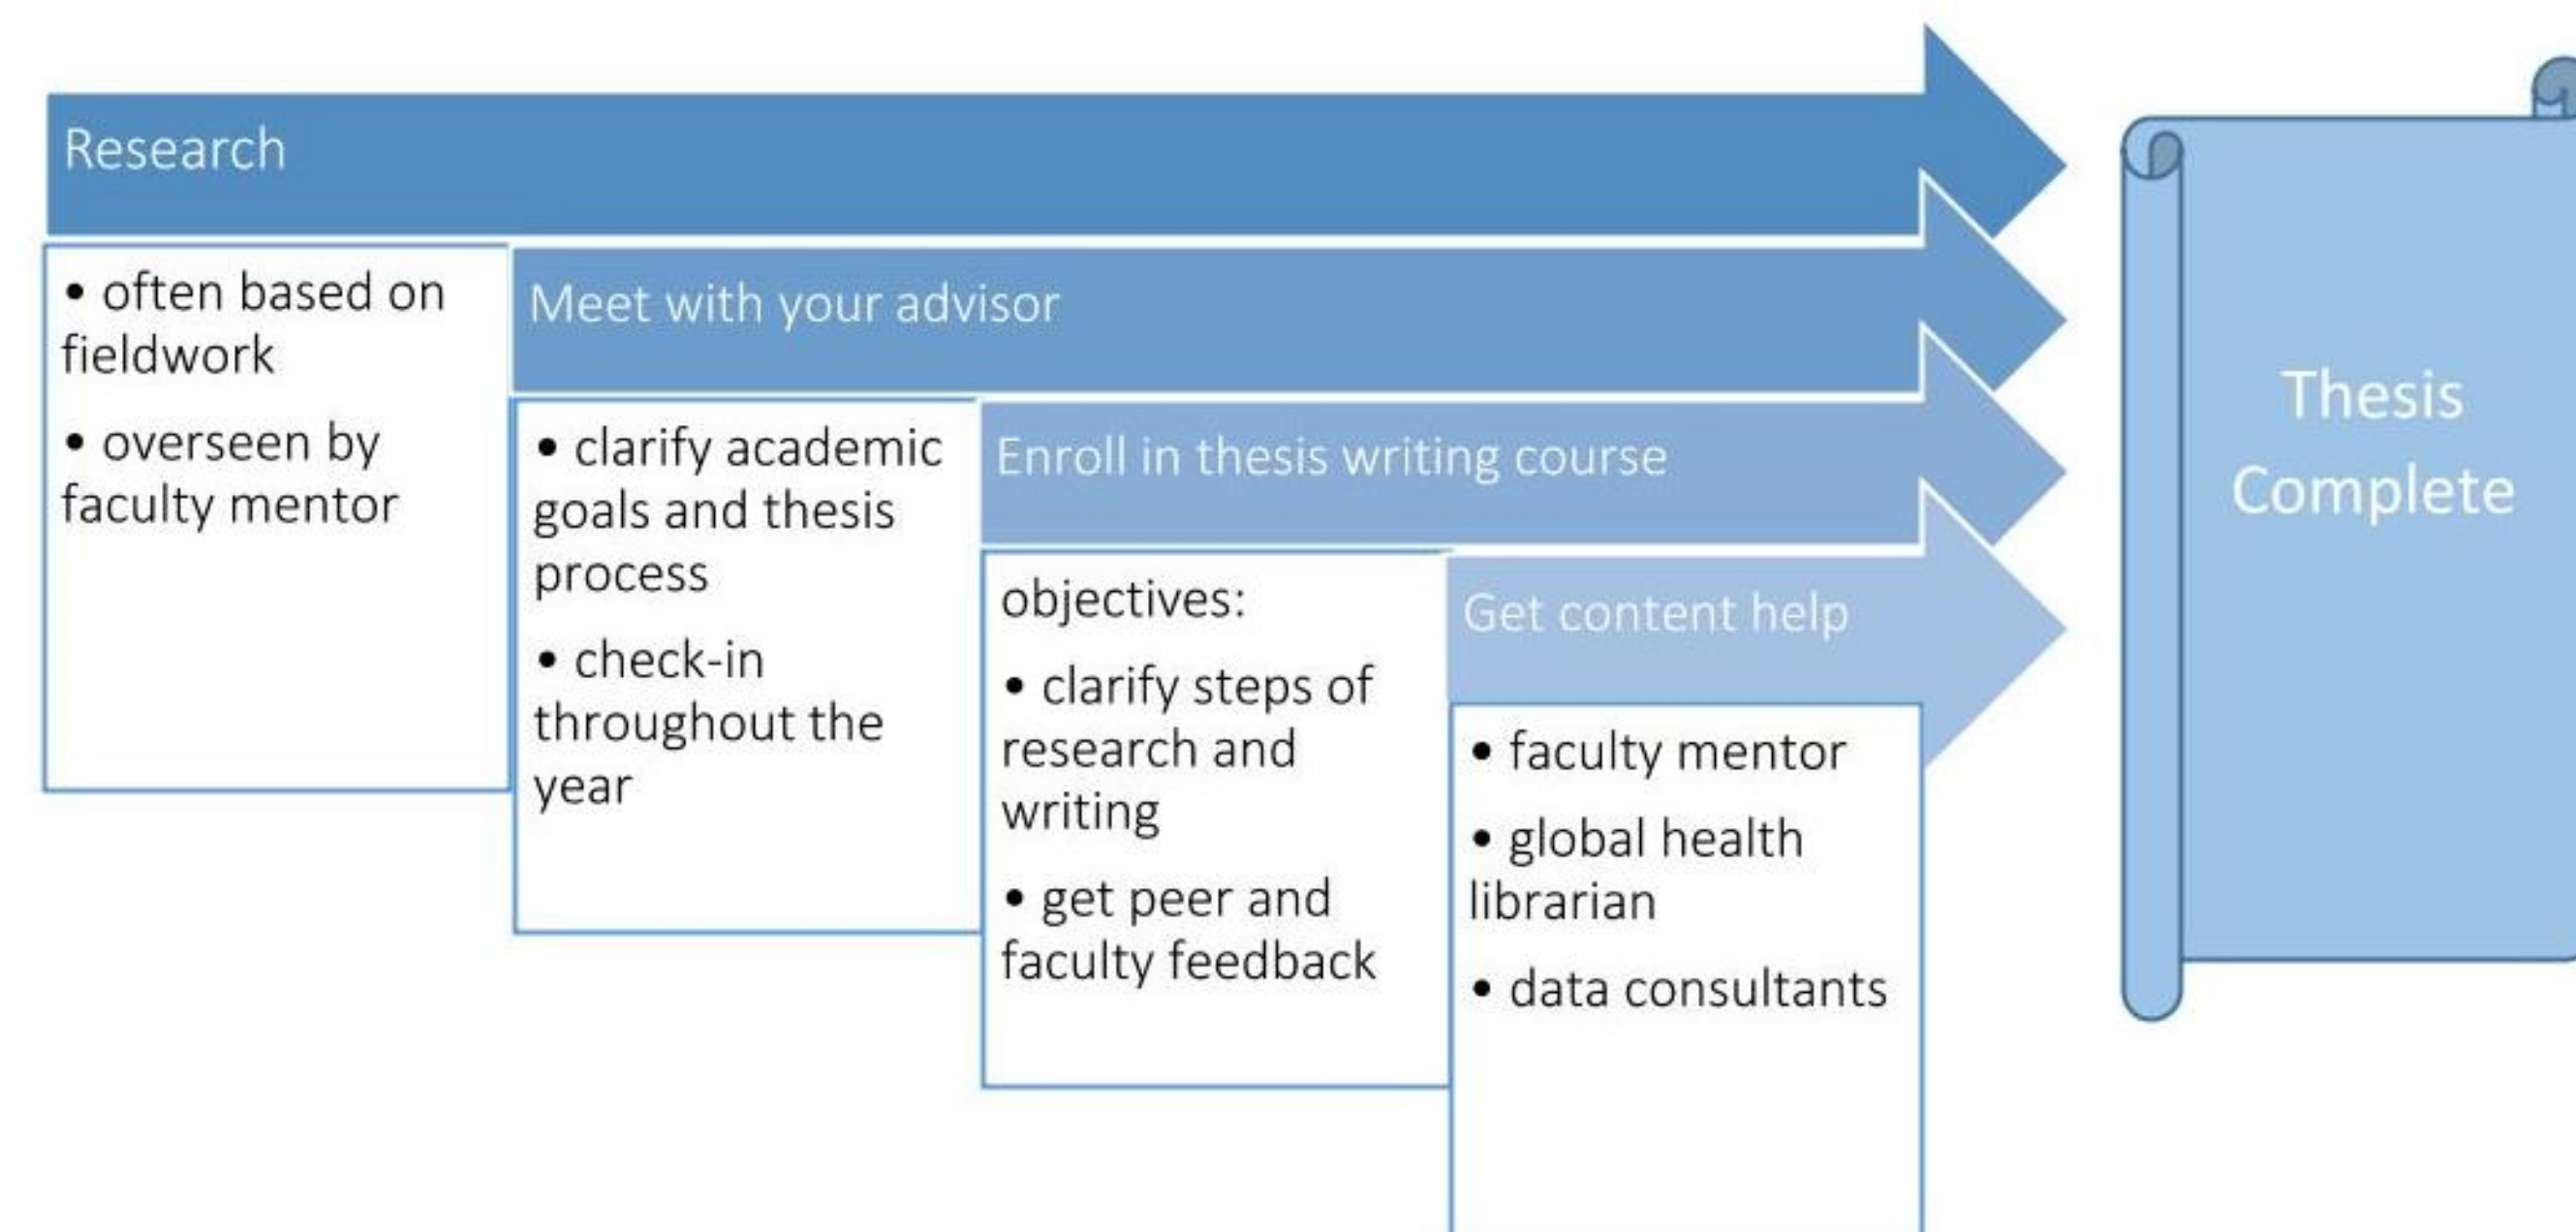 Research
• often based on
fieldwork
• overseen by
faculty mentor
Meet with your advisor
• clarify academic
goals and thesis
process
• check-in
throughout the
year
Enroll in thesis writing course
objectives:
• clarify steps of
research and
writing
• get peer and
faculty feedback
Get content help
• faculty mentor
• global health
librarian
• data consultants
Thesis
Complete